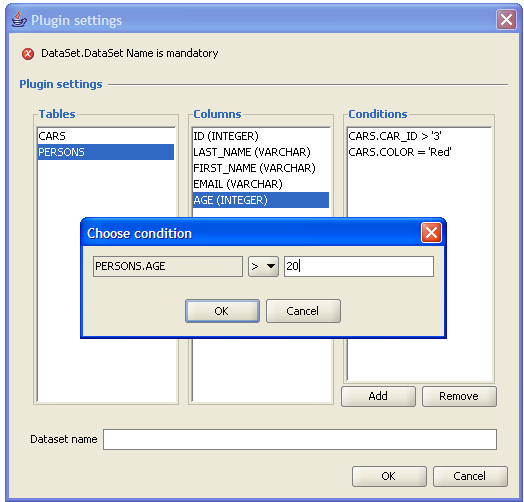 Plugin settings
DataSet.DataSet Name is mandatory
Plugin settings
Tables
CARS
PERSONS
Columns
ID (INTEGER)
LAST_NAME (VARCHAR)
FIRST_NAME (VARCHAR)
EMAIL (VARCHAR)
AGE (INTEGER)
Conditions
CARS.CAR_ID > '3'
CARS.COLOR = 'Red'
Choose condition
PERSONS.AGE > 20
OK Cancel
Add Remove
Dataset name
OK Cancel